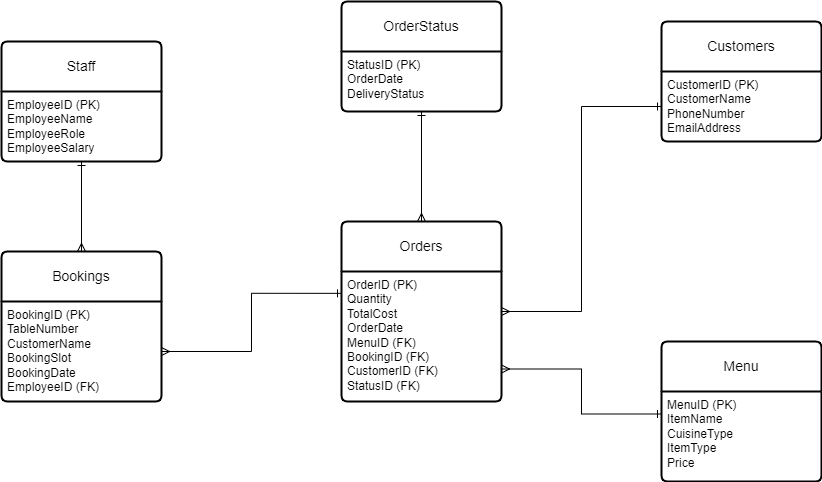 Staff
EmployeeID (PK)
EmployeeName
EmployeeRole
EmployeeSalary
OrderStatus
StatusID (PK)
OrderDate
DeliveryStatus
Customers
CustomerID (PK)
CustomerName
PhoneNumber
EmailAddress
Bookings
BookingID (PK)
TableNumber
CustomerName
BookingSlot
BookingDate
EmployeeID (FK)
Orders
OrderID (PK)
Quantity
TotalCost
OrderDate
MenuID (FK)
BookingID (FK)
CustomerID (FK)
StatusID (FK)
Menu
MenuID (PK)
ItemName
CuisineType
ItemType
Price